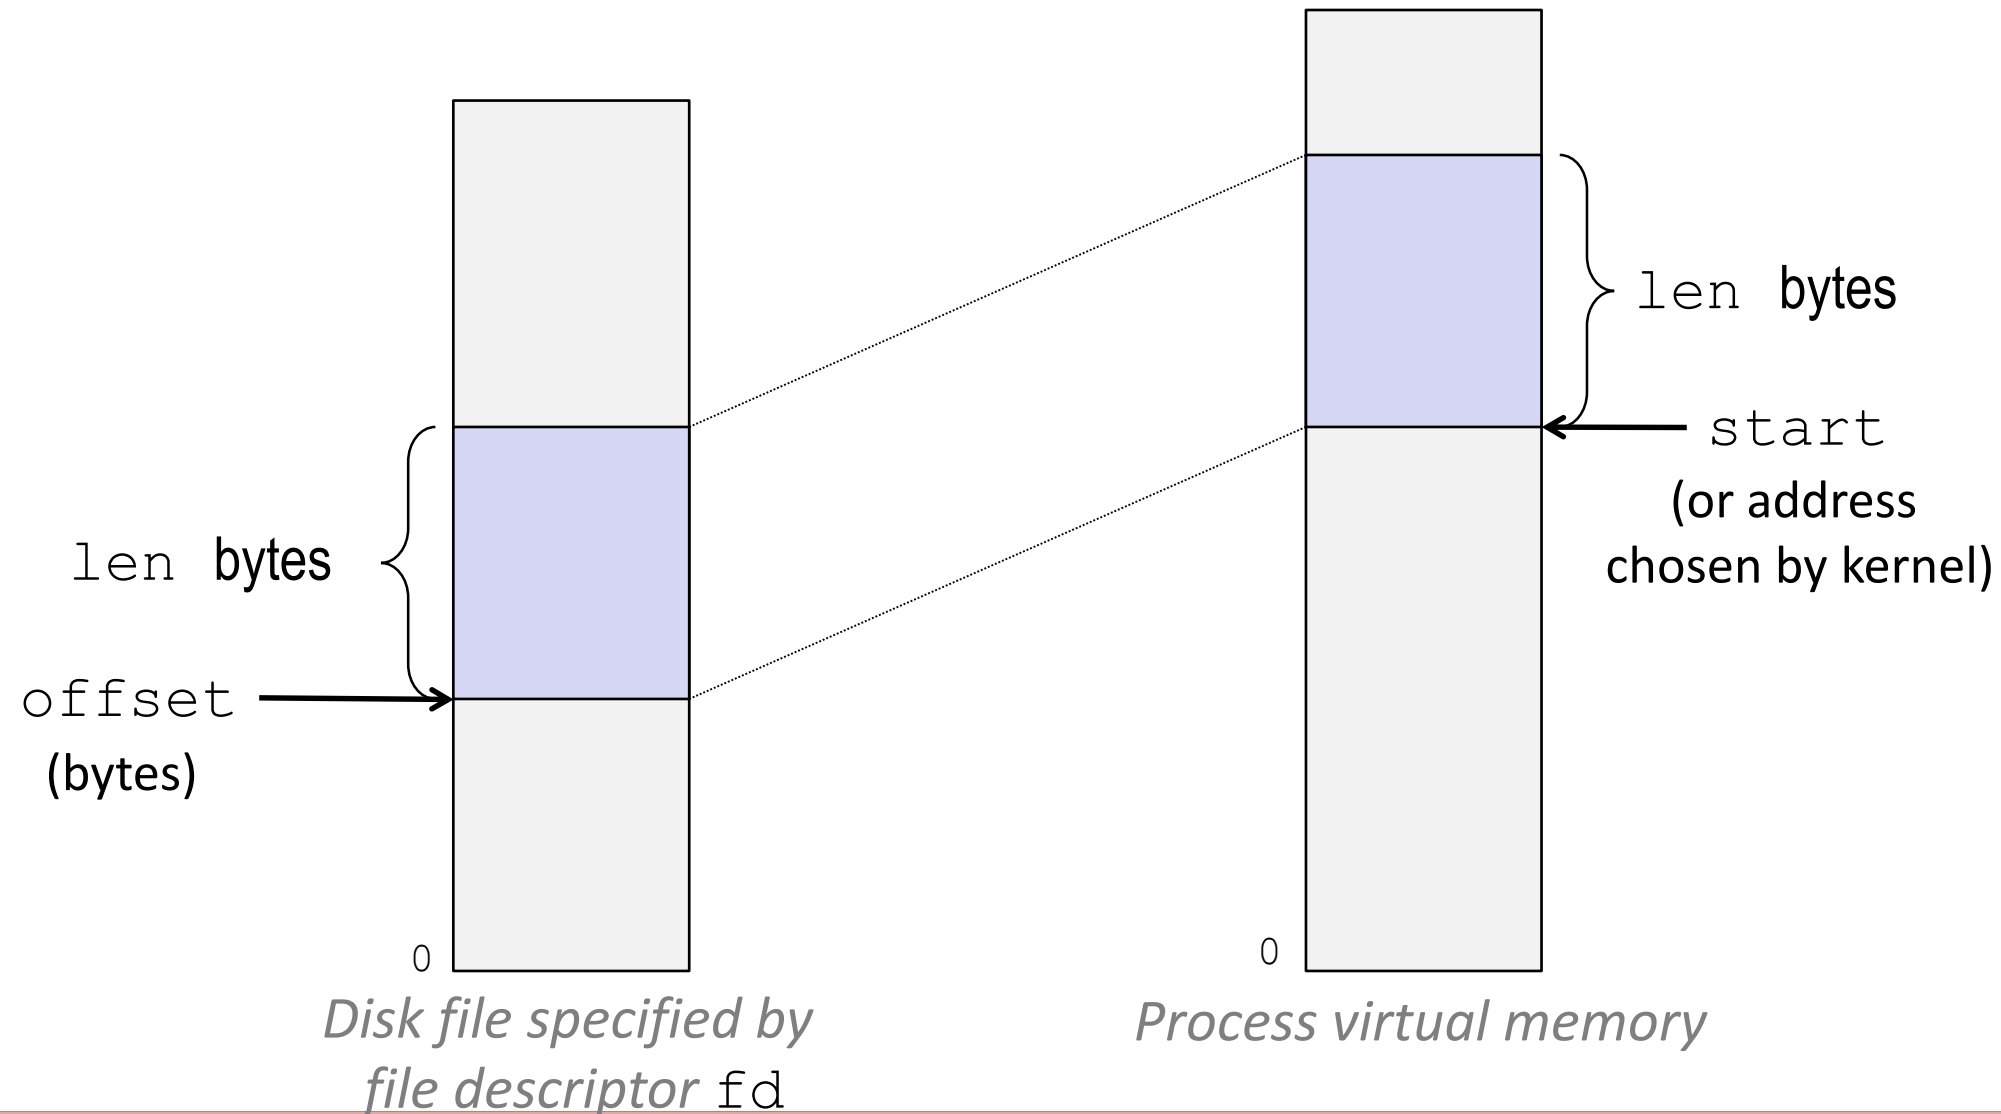 len bytes
start
(or address
chosen by kernel)
len bytes
offset
(bytes)
0
0
Disk file specified by
file descriptor fd
Process virtual memory